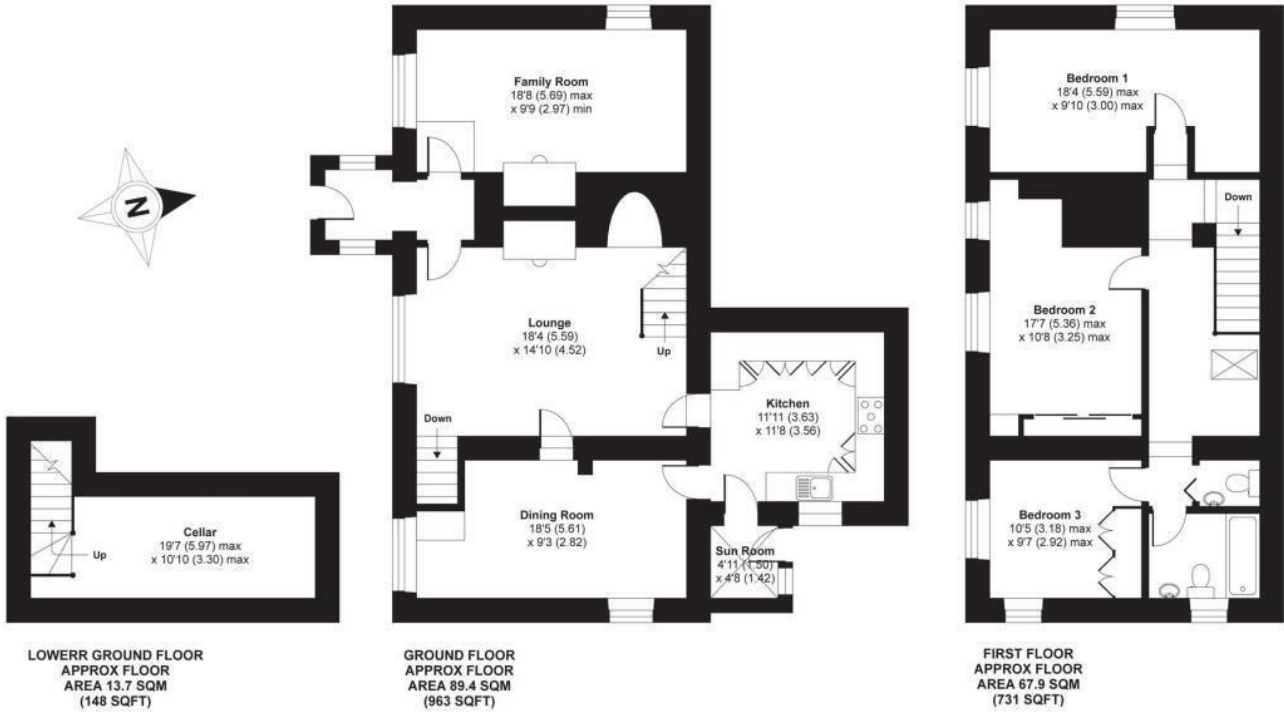 Family Room
18'8 (5.69) max
x 9'9 (2.97) min
N
Lounge
18'4 (5.59)
x 14'10 (4.52)
Up
Down
Kitchen
11'11 (3.63)
x 11'8 (3.56)
Dining Room
18'5 (5.61)
x 9'3 (2.82)
Sun Room
4'11 (1.50)
x 4'8 (1.42)
Cellar
19'7 (5.97) max
x 10'10 (3.30) max
Up
Bedroom 1
18'4 (5.59) max
x 9'10 (3.00) max
Down
Bedroom 2
17'7 (5.36) max
x 10'8 (3.25) max
Bedroom 3
10'5 (3.18) max
x 9'7 (2.92) max
LOWERR GROUND FLOOR
APPROX FLOOR
AREA 13.7 SQM
(148 SQFT)
GROUND FLOOR
APPROX FLOOR
AREA 89.4 SQM
(963 SQFT)
FIRST FLOOR
APPROX FLOOR
AREA 67.9 SQM
(731 SQFT)